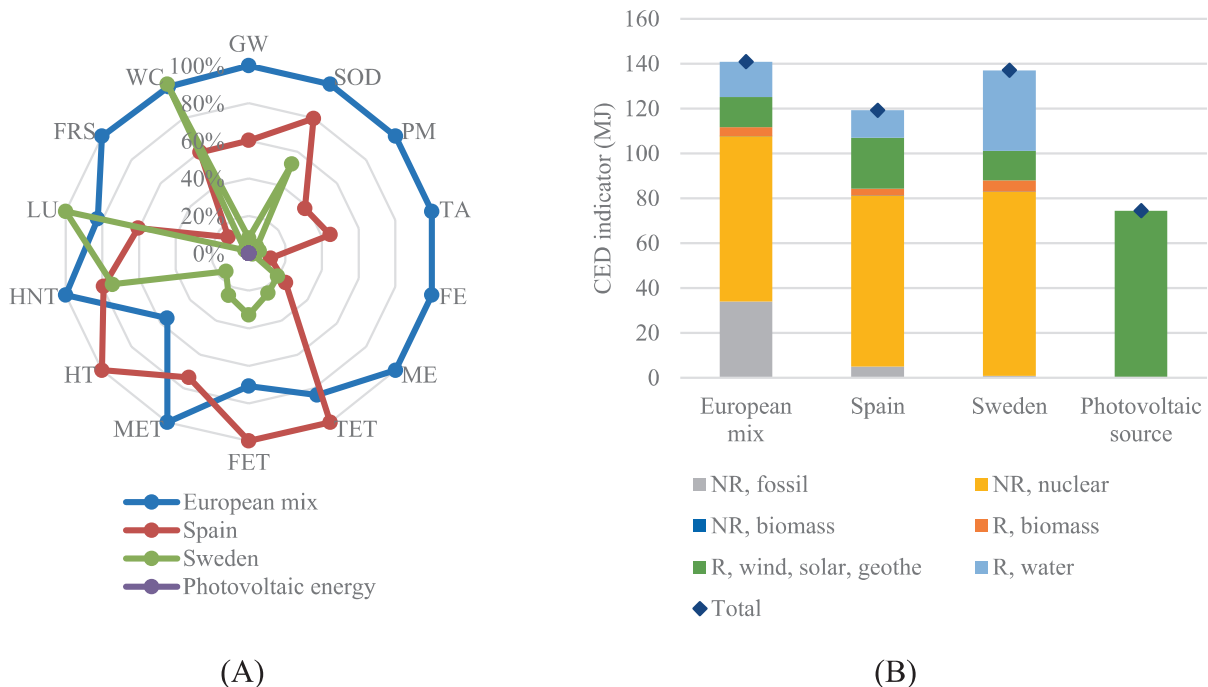 GW
SOD
PM
TA
FE
ME
TET
FET
MET
HT
HNT
LU
FRS
WC
100%
80%
60%
40%
20%
0%
European mix
Spain
Sweden
Photovoltaic energy
(A)
CED indicator (MJ)
160
140
120
100
80
60
40
20
0
European
mix
Spain
Sweden
Photovoltaic
source
NR, fossil
NR, nuclear
NR, biomass
R, biomass
R, wind, solar, geothe
R, water
Total
(B)